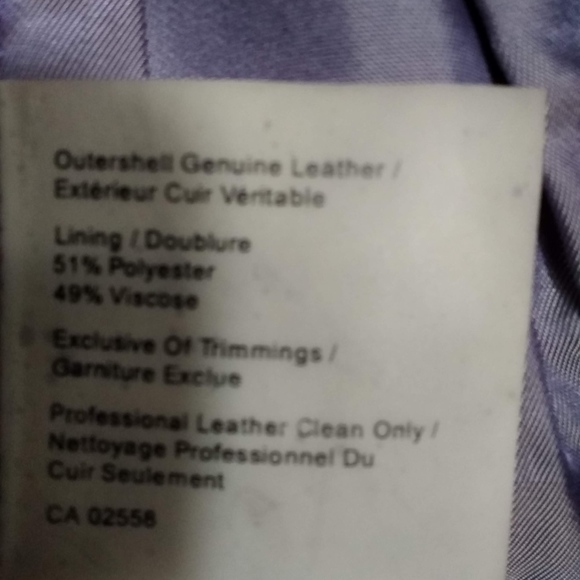 Outershell Genuine Leather /
Extérieur Cuir Véritable
Lining / Doublure
51% Polyester
49% Viscose
Exclusive Of Trimmings /
Garniture Exclue
Professional Leather Clean Only /
Nettoyage Professionnel Du
Cuir Seulement
CA 02558